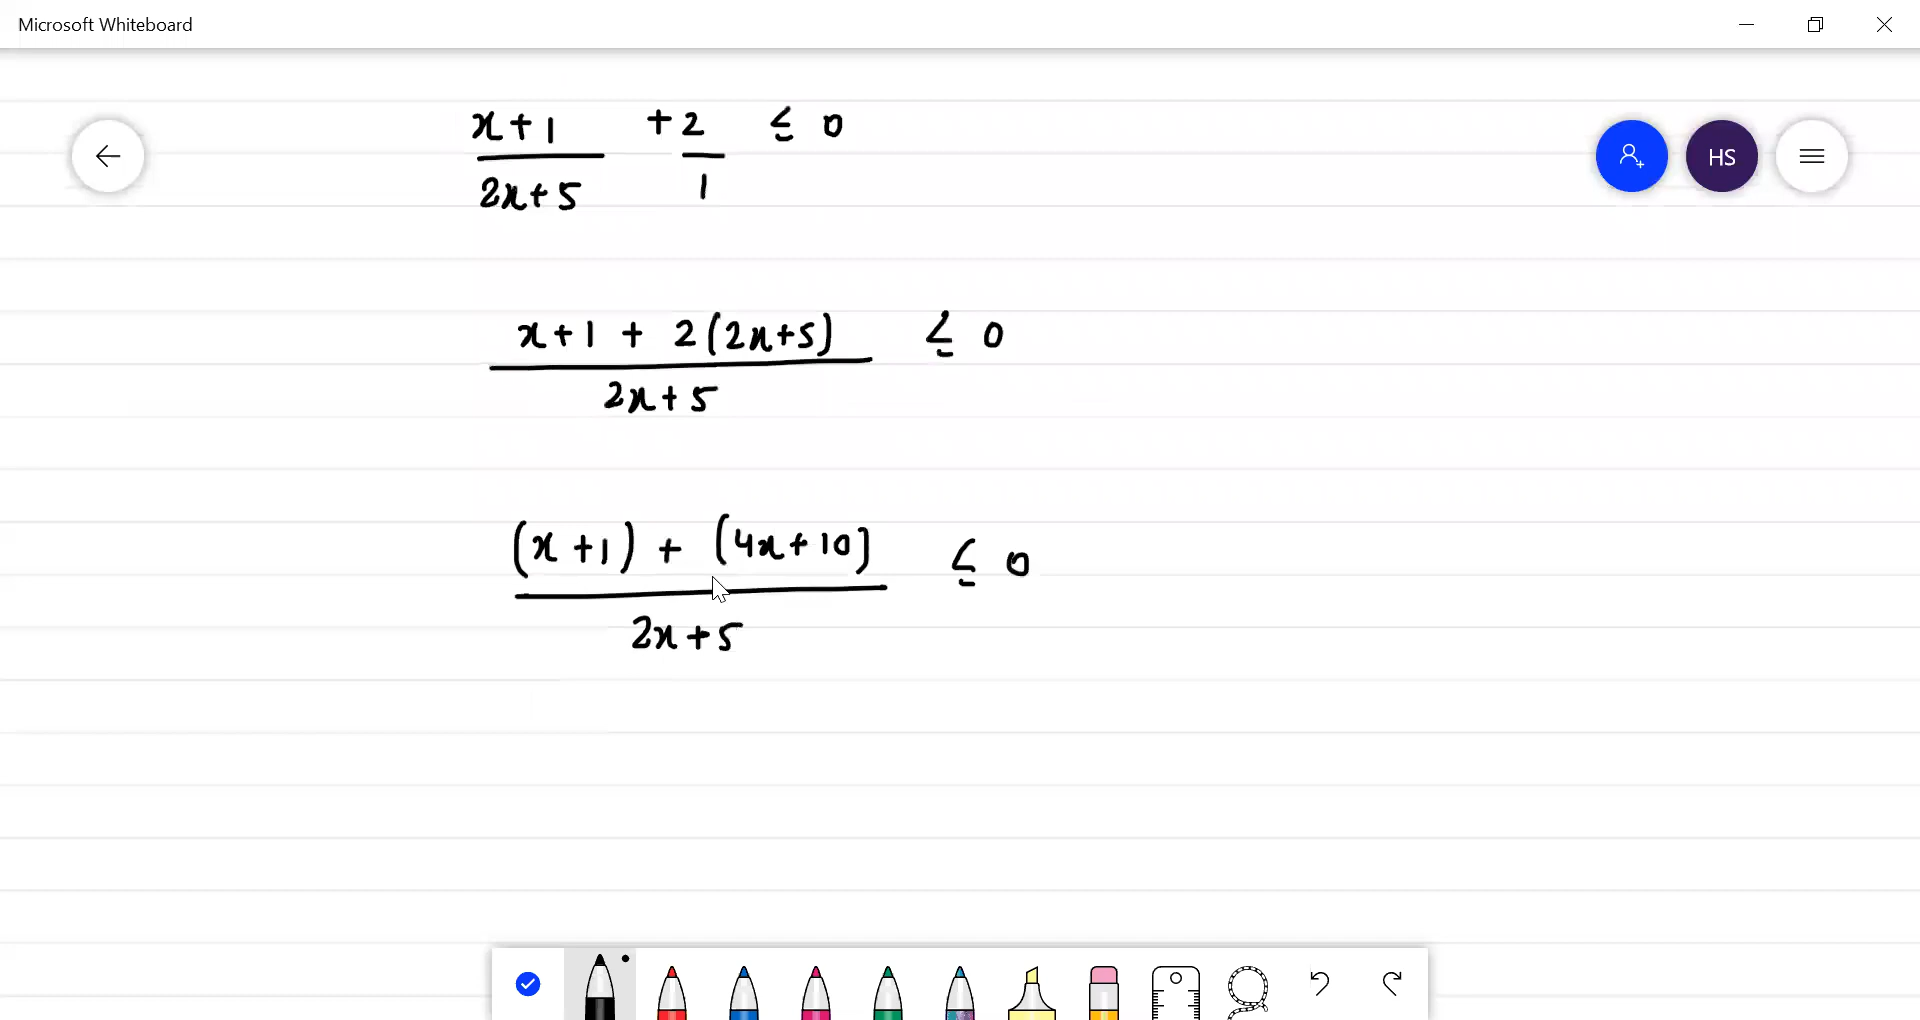 Microsoft Whiteboard
HS
x+1 +2 ≤ 0
2x+5 1
x+1 + 2(2x+5) ≤ 0
2x+5
(x+1) + (4x+10) ≤ 0
2x+5